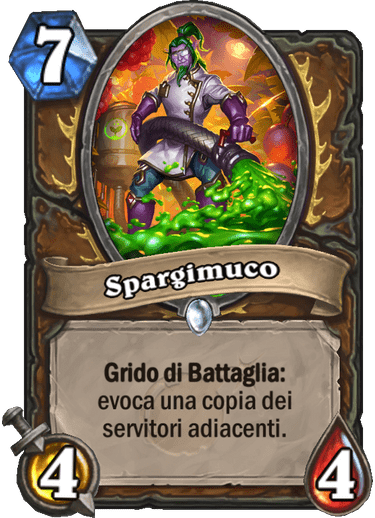 7
Spargimuco
Grido di Battaglia:
evoca una copia dei
servitori adiacenti.
4
4